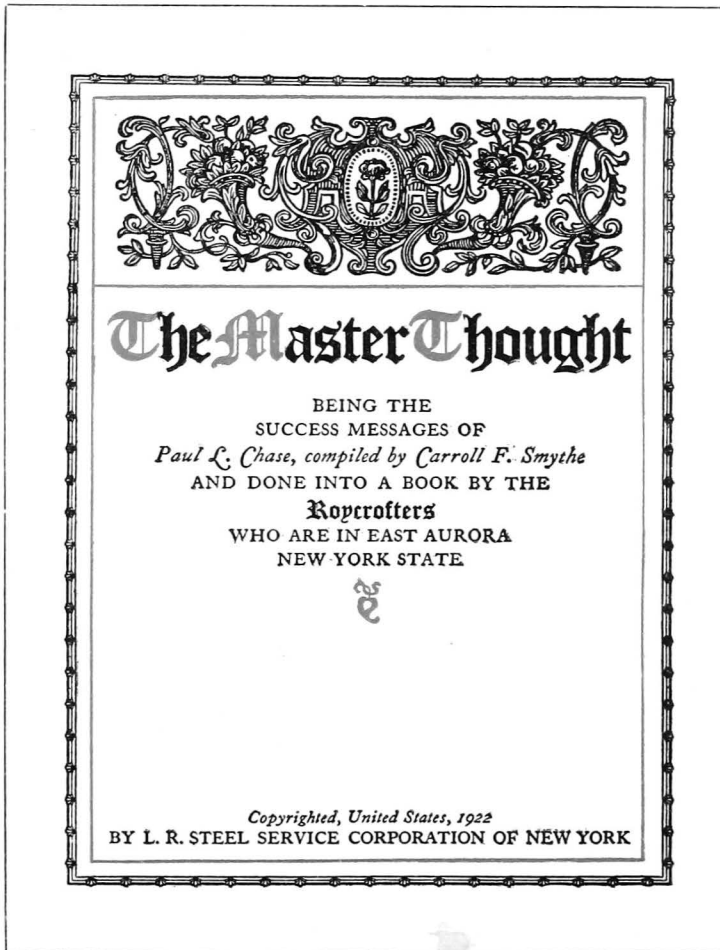 The Master Thought
BEING THE
SUCCESS MESSAGES OF
Paul L. Chase, compiled by Carroll F. Smythe
AND DONE INTO A BOOK BY THE
Roycrofters
WHO ARE IN EAST AURORA
NEW YORK STATE
Copyrighted, United States, 1922
BY L. R. STEEL SERVICE CORPORATION OF NEW YORK